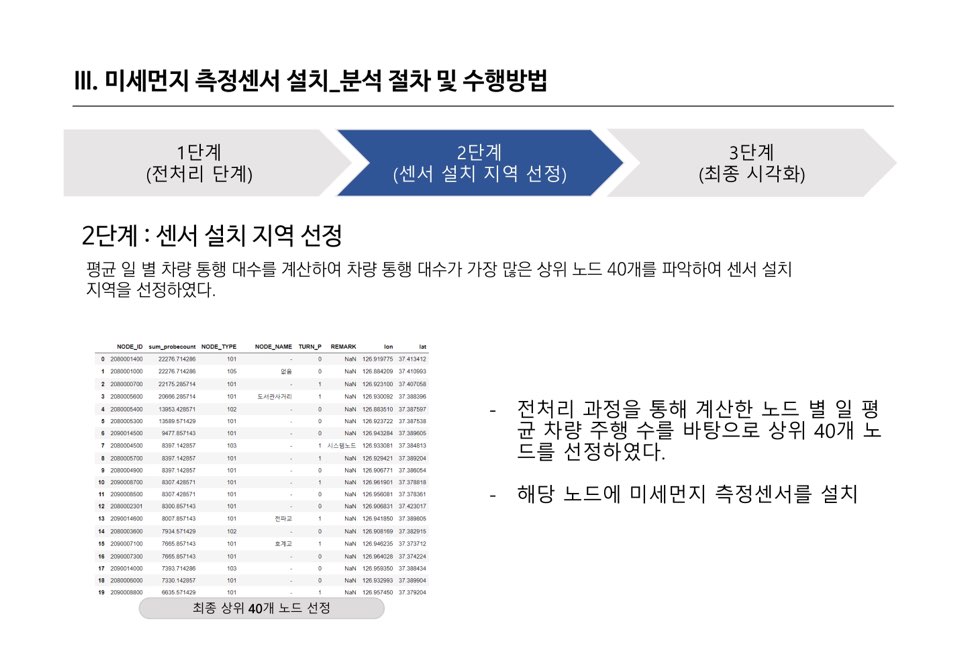 III. 미세먼지 측정센서 설치_분석 절차 및 수행방법
1단계
(전처리 단계)
2단계
(센서 설치 지역 선정)
3단계
(최종 시각화)
2단계 : 센서 설치 지역 선정
평균 일 별 차량 통행 대수를 계산하여 차량 통행 대수가 가장 많은 상위 노드 40개를 파악하여 센서 설치
지역을 선정하였다.
NODE_ID sum_probecount NODE_TYPE NODE_NAME TURN_P REMARK lon lat
0 2080001400 22276.714286 101 - 0 NaN 126.919775 37.413412
1 2080001000 22276.714286 105 없음 0 NaN 126.884209 37.410993
2 2080000700 22175.285714 101 - 1 NaN 126.923100 37.407058
3 2080005600 20686.285714 101 도서관사거리 1 NaN 126.930092 37.388396
4 2080005400 13953.428571 102 - 0 NaN 126.883510 37.387597
5 2080005300 13589.571429 101 - 0 NaN 126.923722 37.387538
6 2090014500 9477.857143 101 - 0 NaN 126.943284 37.389605
7 2080004500 8397.142857 103 - 1 시스템노드 126.933081 37.384813
8 2080005700 8397.142857 101 - 1 NaN 126.929421 37.389204
9 2080004900 8397.142857 101 - 0 NaN 126.906771 37.386054
10 2090008700 8307.428571 101 - 1 NaN 126.961901 37.378818
11 2090008500 8307.428571 101 - 0 NaN 126.956081 37.378361
12 2080002301 8300.857143 101 - 0 NaN 126.906831 37.423017
13 2090014600 8007.857143 101 전파교 1 NaN 126.941850 37.389805
14 2080003600 7934.571429 102 - 0 NaN 126.908169 37.382915
15 2090007100 7665.857143 101 호계교 1 NaN 126.946235 37.373712
16 2090007300 7665.857143 101 - 0 NaN 126.964028 37.374224
17 2090014000 7393.714286 103 - 0 NaN 126.959350 37.388434
18 2080006000 7330.142857 101 - 0 NaN 126.932993 37.389904
19 2090008800 6635.571429 101 - 1 NaN 126.957450 37.379204
최종 상위 40개 노드 선정
- 전처리 과정을 통해 계산한 노드 별 일 평
균 차량 주행 수를 바탕으로 상위 40개 노
드를 선정하였다.
- 해당 노드에 미세먼지 측정센서를 설치